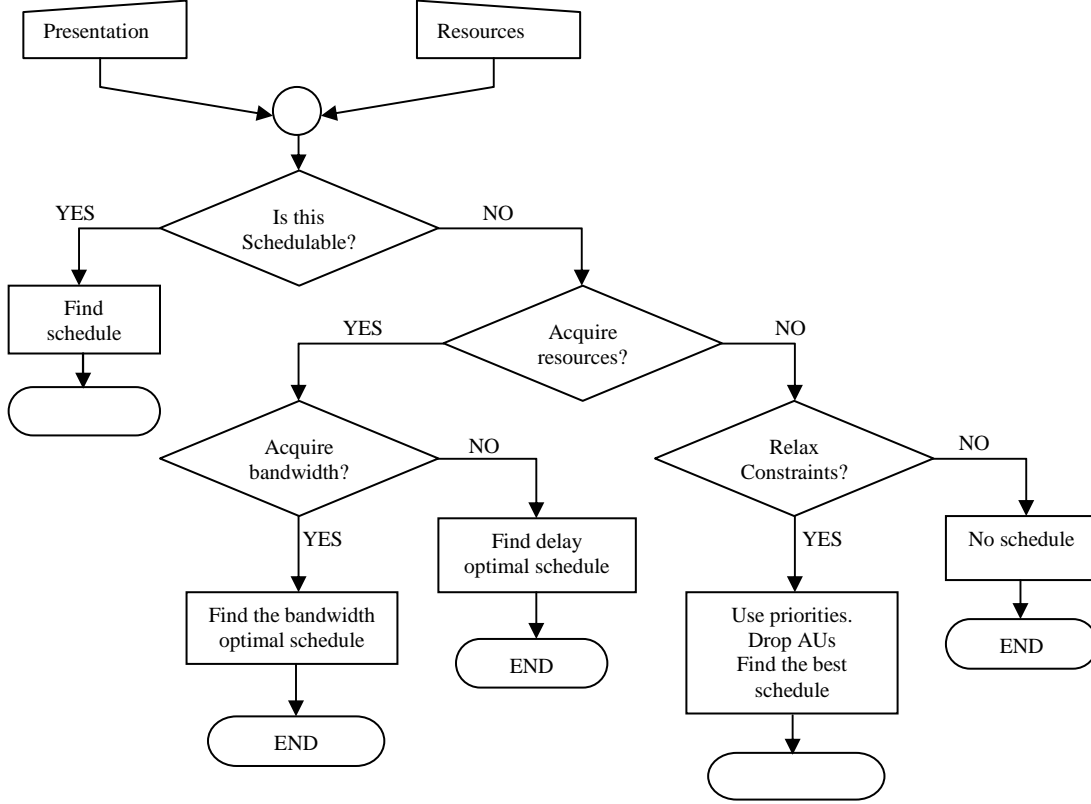 Presentation
Resources
YES
Is this
Schedulable?
NO
Find
schedule
YES
Acquire
resources?
NO
Acquire
bandwidth?
NO
Relax
Constraints?
NO
YES
Find delay
optimal schedule
YES
No schedule
Find the bandwidth
optimal schedule
Use priorities.
Drop AUs
Find the best
schedule
END
END
END